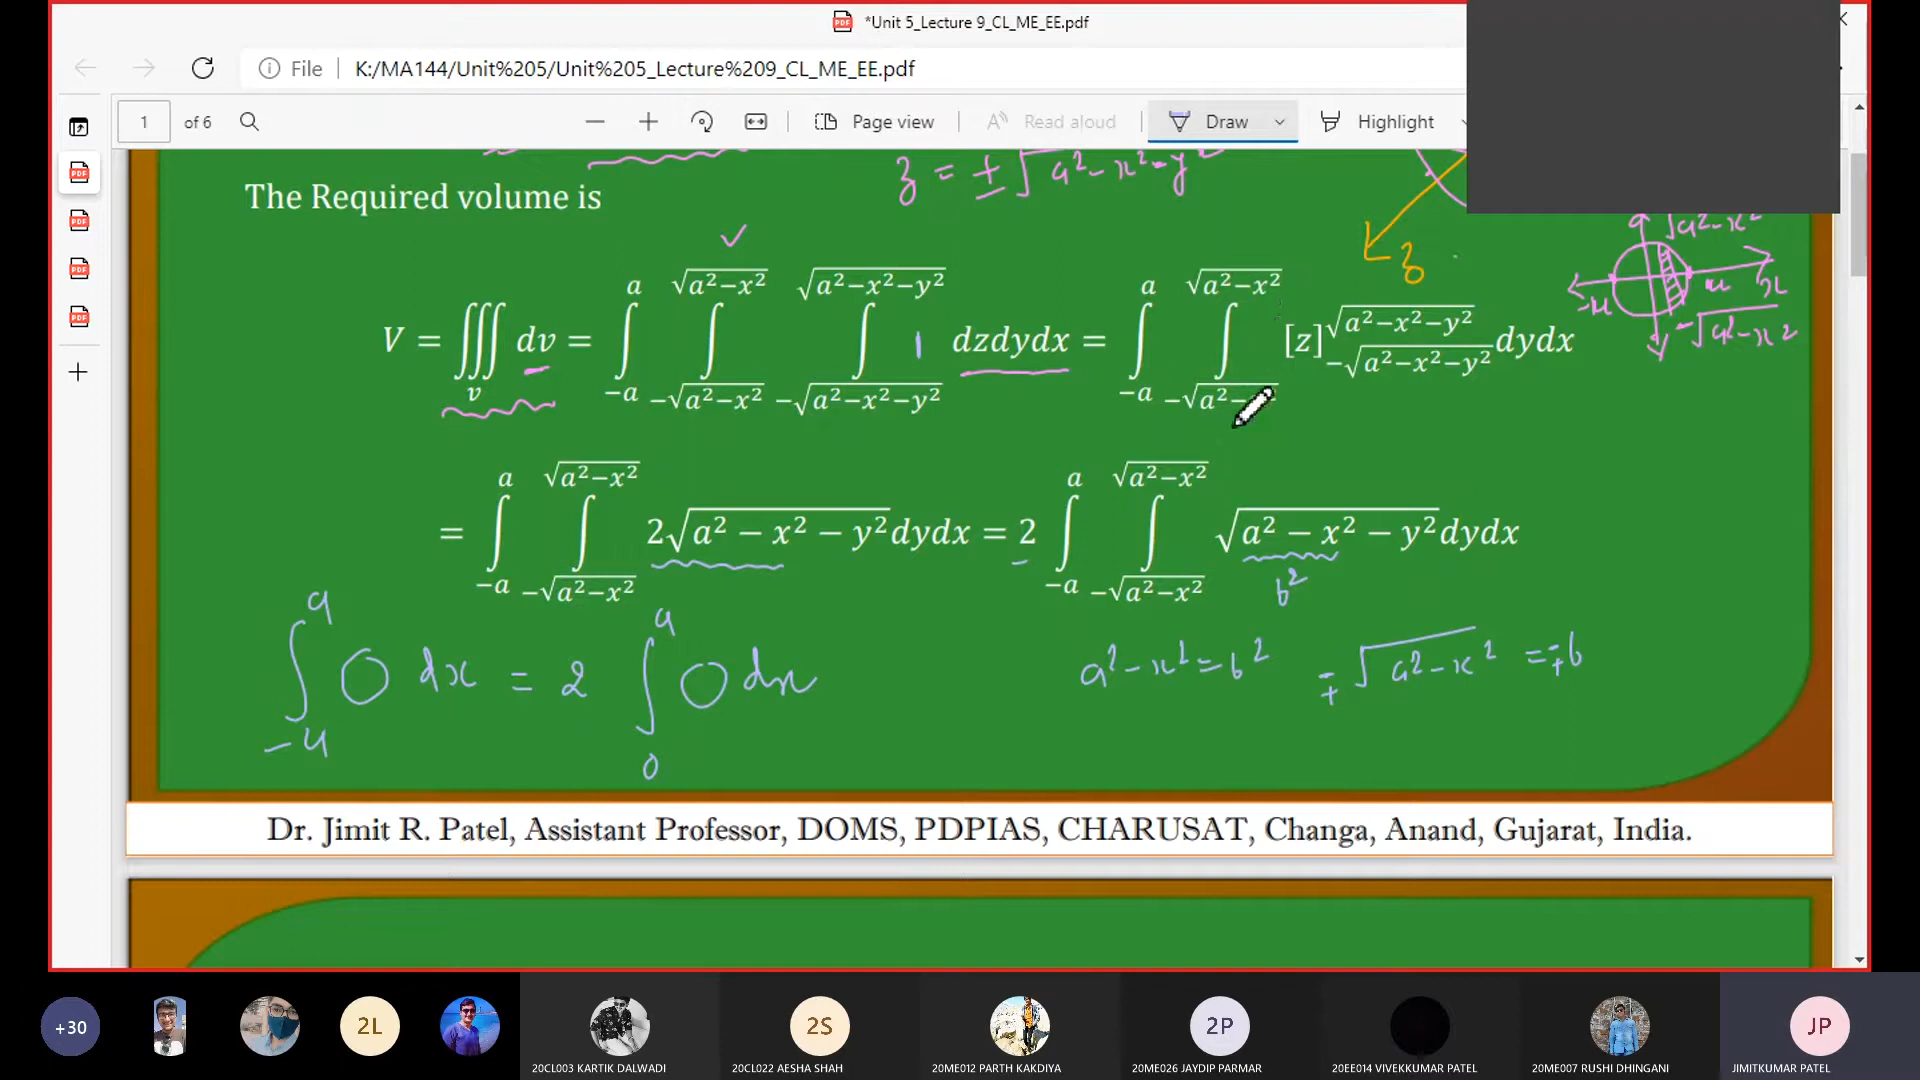 *Unit 5_Lecture 9_CL_ME_EE.pdf
File K:/MA144/Unit%205/Unit%205_Lecture%209_CL_ME_EE.pdf
1 of 6 Page view Read aloud Draw Highlight
z = ± √a²-x²-y²
The Required volume is
z
√a²-x²
-x x
-√a²-x²
V = ∭_v dv = ∫_{-a}^{a} ∫_{-√a²−x²}^{√a²−x²} ∫_{-√a²−x²−y²}^{√a²−x²−y²} 1 dzdydx = ∫_{-a}^{a} ∫_{-√a²−x²}^{√a²−x²} [z]_{-√a²−x²−y²}^{√a²−x²−y²} dydx
= ∫_{-a}^{a} ∫_{-√a²−x²}^{√a²−x²} 2√a² − x² − y² dydx = 2 ∫_{-a}^{a} ∫_{-√a²−x²}^{√a²−x²} √a² − x² − y² dydx
b²
∫_{-a}^{a} O dx = 2 ∫_{0}^{a} O dx a²-x²=b² ∓√a²-x² = ∓b
Dr. Jimit R. Patel, Assistant Professor, DOMS, PDPIAS, CHARUSAT, Changa, Anand, Gujarat, India.
+30 2L 2S 2P JP
20CL003 KARTIK DALWADI 20CL022 AESHA SHAH 20ME012 PARTH KAKDIYA 20ME026 JAYDIP PARMAR 20EE014 VIVEKKUMAR PATEL 20ME007 RUSHI DHINGANI JIMITKUMAR PATEL